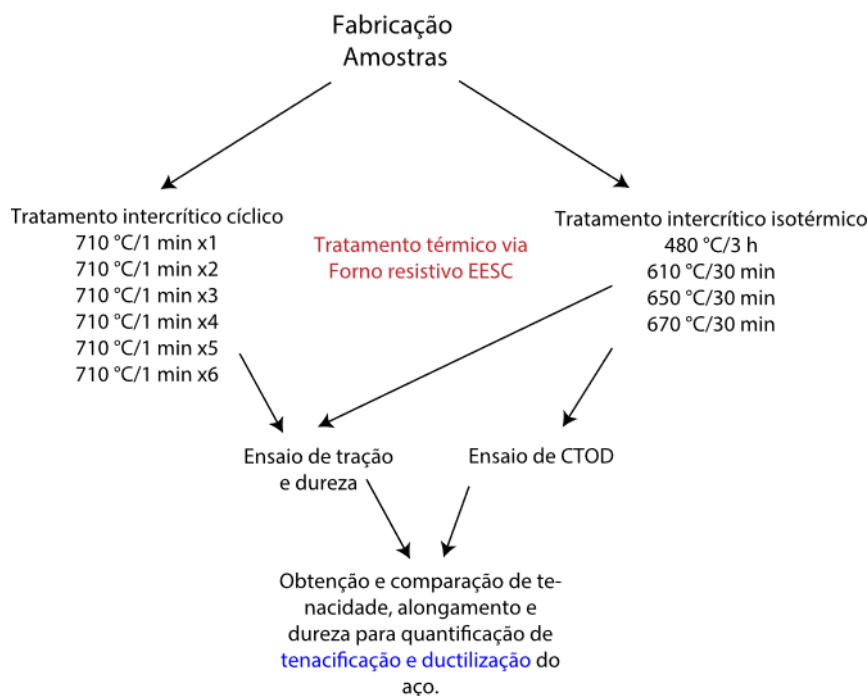 Fabricação
Amostras
Tratamento intercrítico cíclico
710 °C/1 min x1
710 °C/1 min x2
710 °C/1 min x3
710 °C/1 min x4
710 °C/1 min x5
710 °C/1 min x6
Tratamento térmico via
Forno resistivo EESC
Tratamento intercrítico isotérmico
480 °C/3 h
610 °C/30 min
650 °C/30 min
670 °C/30 min
Ensaio de tração
e dureza
Ensaio de CTOD
Obtenção e comparação de te-
nacidade, alongamento e
dureza para quantificação de
tenacificação e ductilização do
aço.